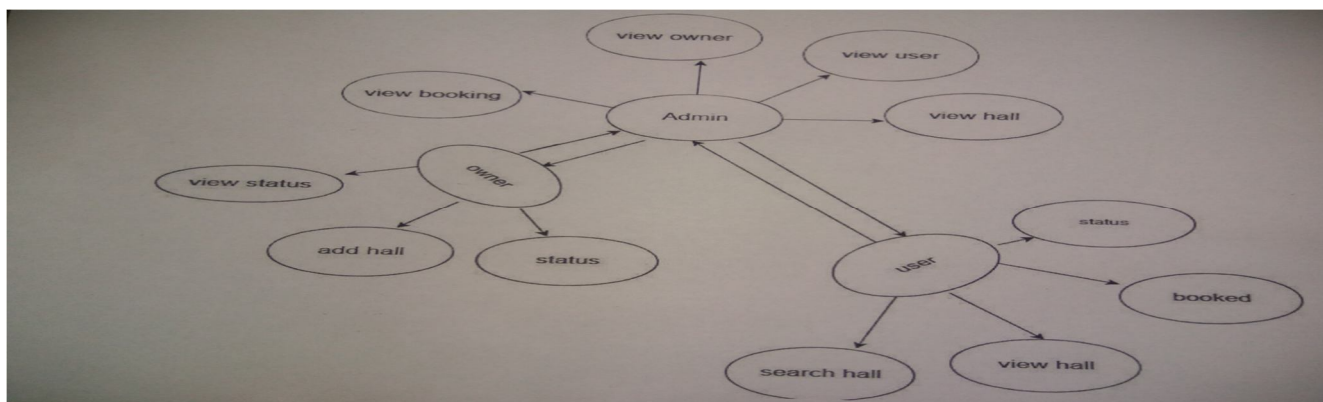 view owner
view user
view booking
Admin
view hall
owner
view status
add hall
status
status
user
booked
search hall
view hall